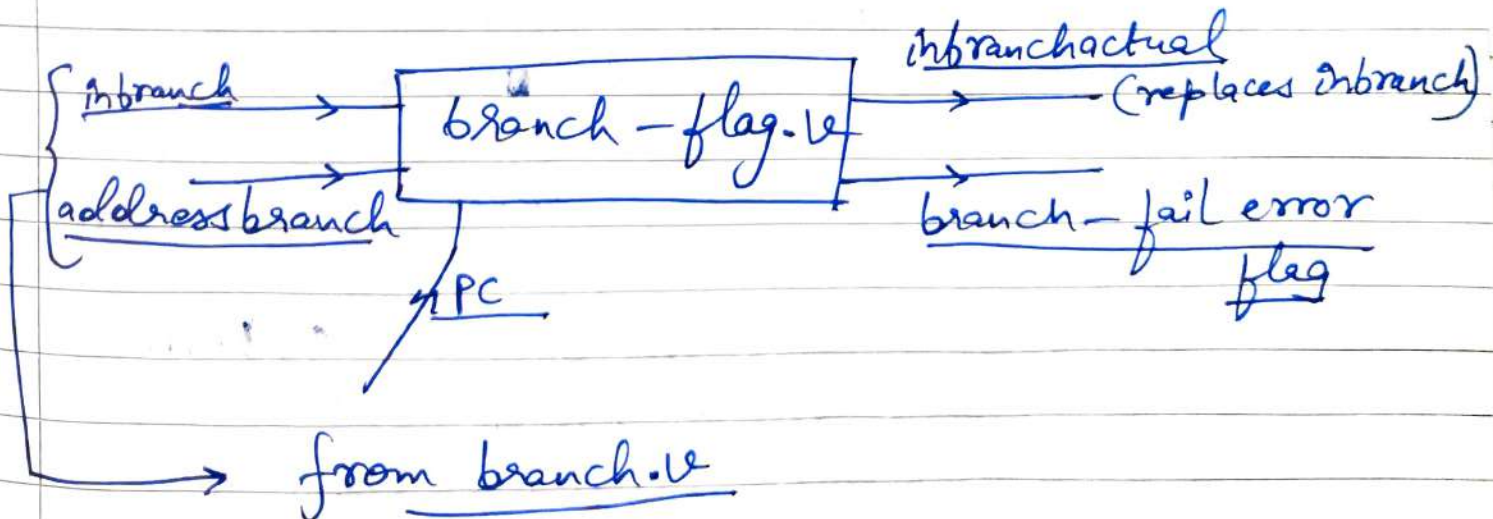 inbranch
addressbranch
branch-flag.v
PC
inbranchactual
(replaces inbranch)
branch-fail error
flag
from branch.v